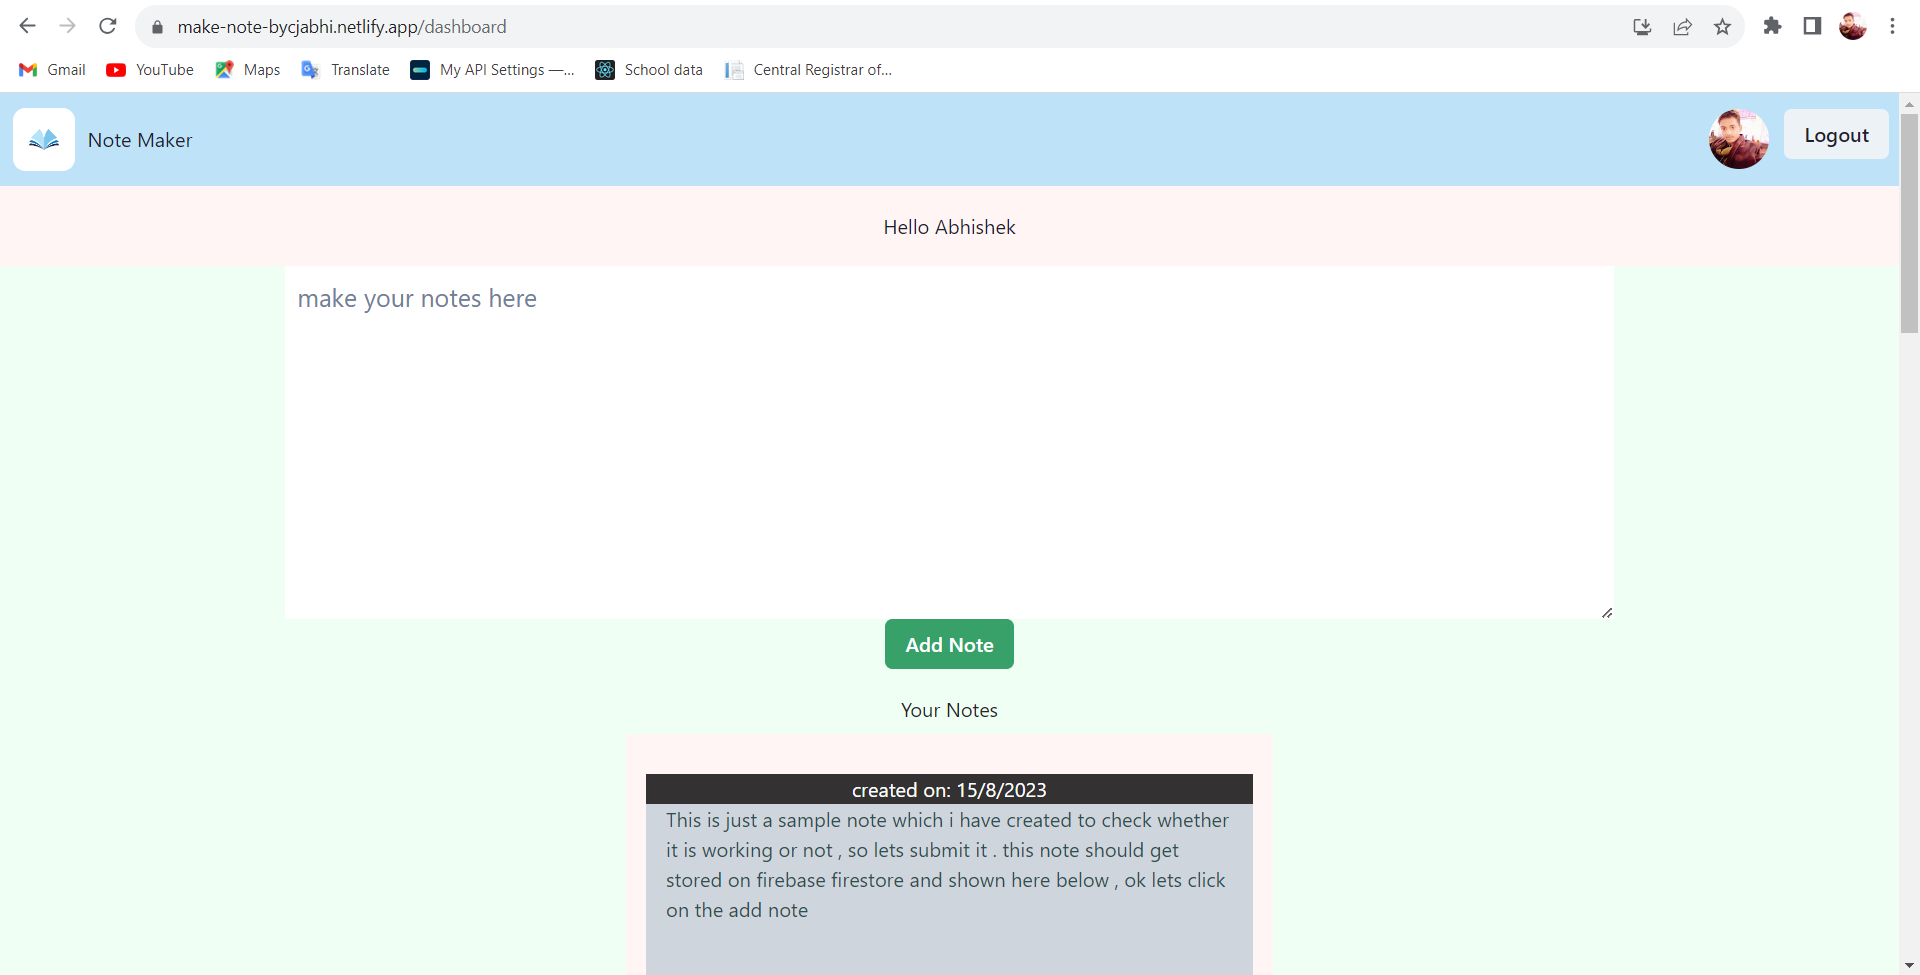 make-note-bycjabhi.netlify.app/dashboard
Gmail YouTube Maps Translate My API Settings —... School data Central Registrar of...
Note Maker
Logout
Hello Abhishek
make your notes here
Add Note
Your Notes
created on: 15/8/2023
This is just a sample note which i have created to check whether
it is working or not , so lets submit it . this note should get
stored on firebase firestore and shown here below , ok lets click
on the add note